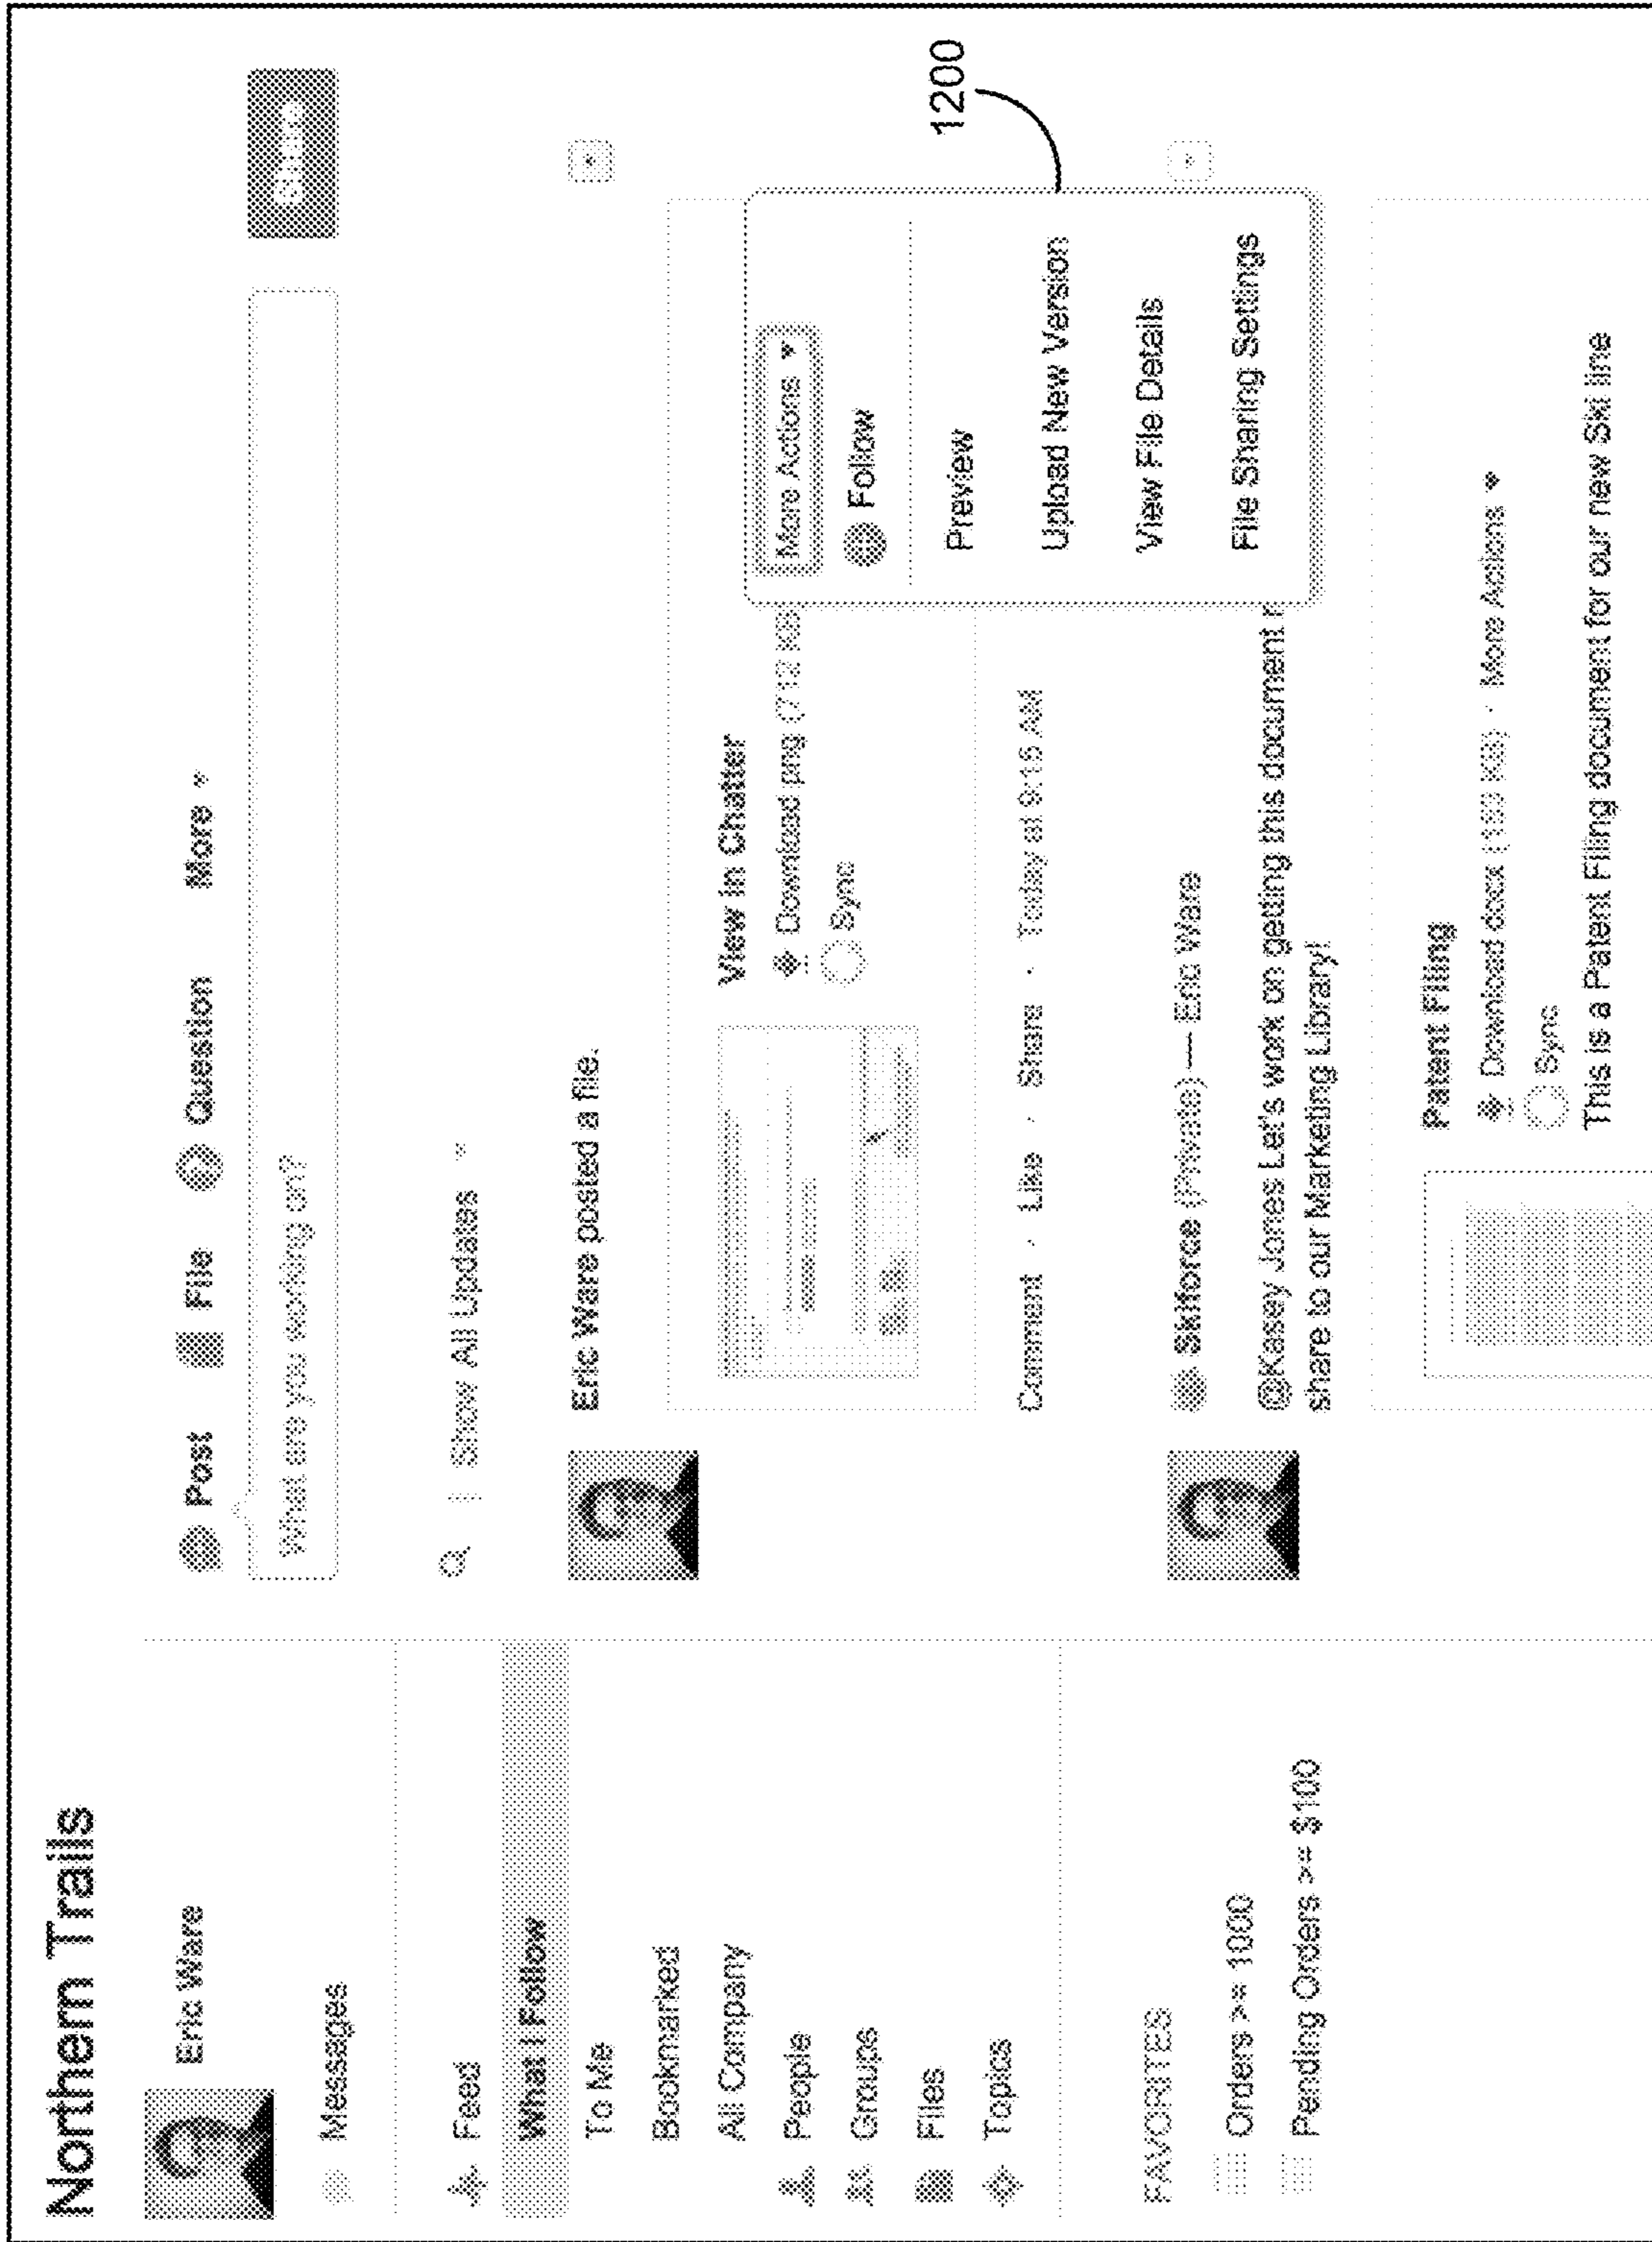 Northern Trails
Eric Ware
Messages
Feed
What I Follow
To Me
Bookmarked
All Company
People
Groups
Files
Topics
FAVORITES
Orders >= 1000
Pending Orders >= $100
Post File Question More
What are you working on?
Share
Show All Updates
Eric Ware posted a file.
View in Chatter
Download png (712 KB)
Sync
More Actions
Follow
Preview
Upload New Version
View File Details
File Sharing Settings
1200
Comment · Like · Share · Today at 9:15 AM
Skiforce (Private) — Eric Ware
@Kasey Jones Let's work on getting this document
share to our Marketing Library!
Patent Filing
Download docx (193 KB) · More Actions
Sync
This is a Patent Filing document for our new Ski line